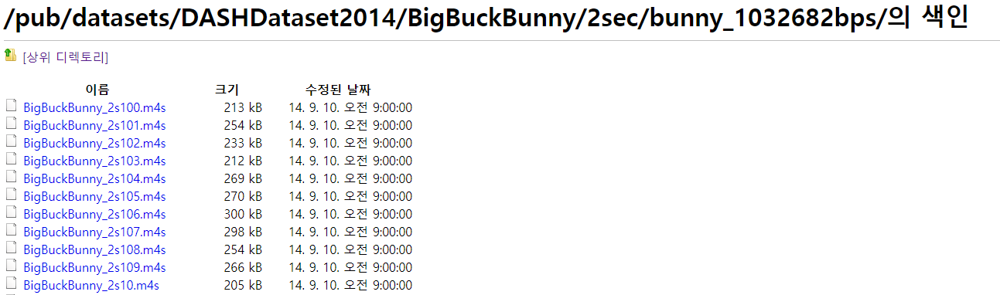 /pub/datasets/DASHDataset2014/BigBuckBunny/2sec/bunny_1032682bps/의 색인
[상위 디렉토리]
이름 크기 수정된 날짜
BigBuckBunny_2s100.m4s 213 kB 14. 9. 10. 오전 9:00:00
BigBuckBunny_2s101.m4s 254 kB 14. 9. 10. 오전 9:00:00
BigBuckBunny_2s102.m4s 233 kB 14. 9. 10. 오전 9:00:00
BigBuckBunny_2s103.m4s 212 kB 14. 9. 10. 오전 9:00:00
BigBuckBunny_2s104.m4s 269 kB 14. 9. 10. 오전 9:00:00
BigBuckBunny_2s105.m4s 270 kB 14. 9. 10. 오전 9:00:00
BigBuckBunny_2s106.m4s 300 kB 14. 9. 10. 오전 9:00:00
BigBuckBunny_2s107.m4s 298 kB 14. 9. 10. 오전 9:00:00
BigBuckBunny_2s108.m4s 254 kB 14. 9. 10. 오전 9:00:00
BigBuckBunny_2s109.m4s 266 kB 14. 9. 10. 오전 9:00:00
BigBuckBunny_2s10.m4s 205 kB 14. 9. 10. 오전 9:00:00